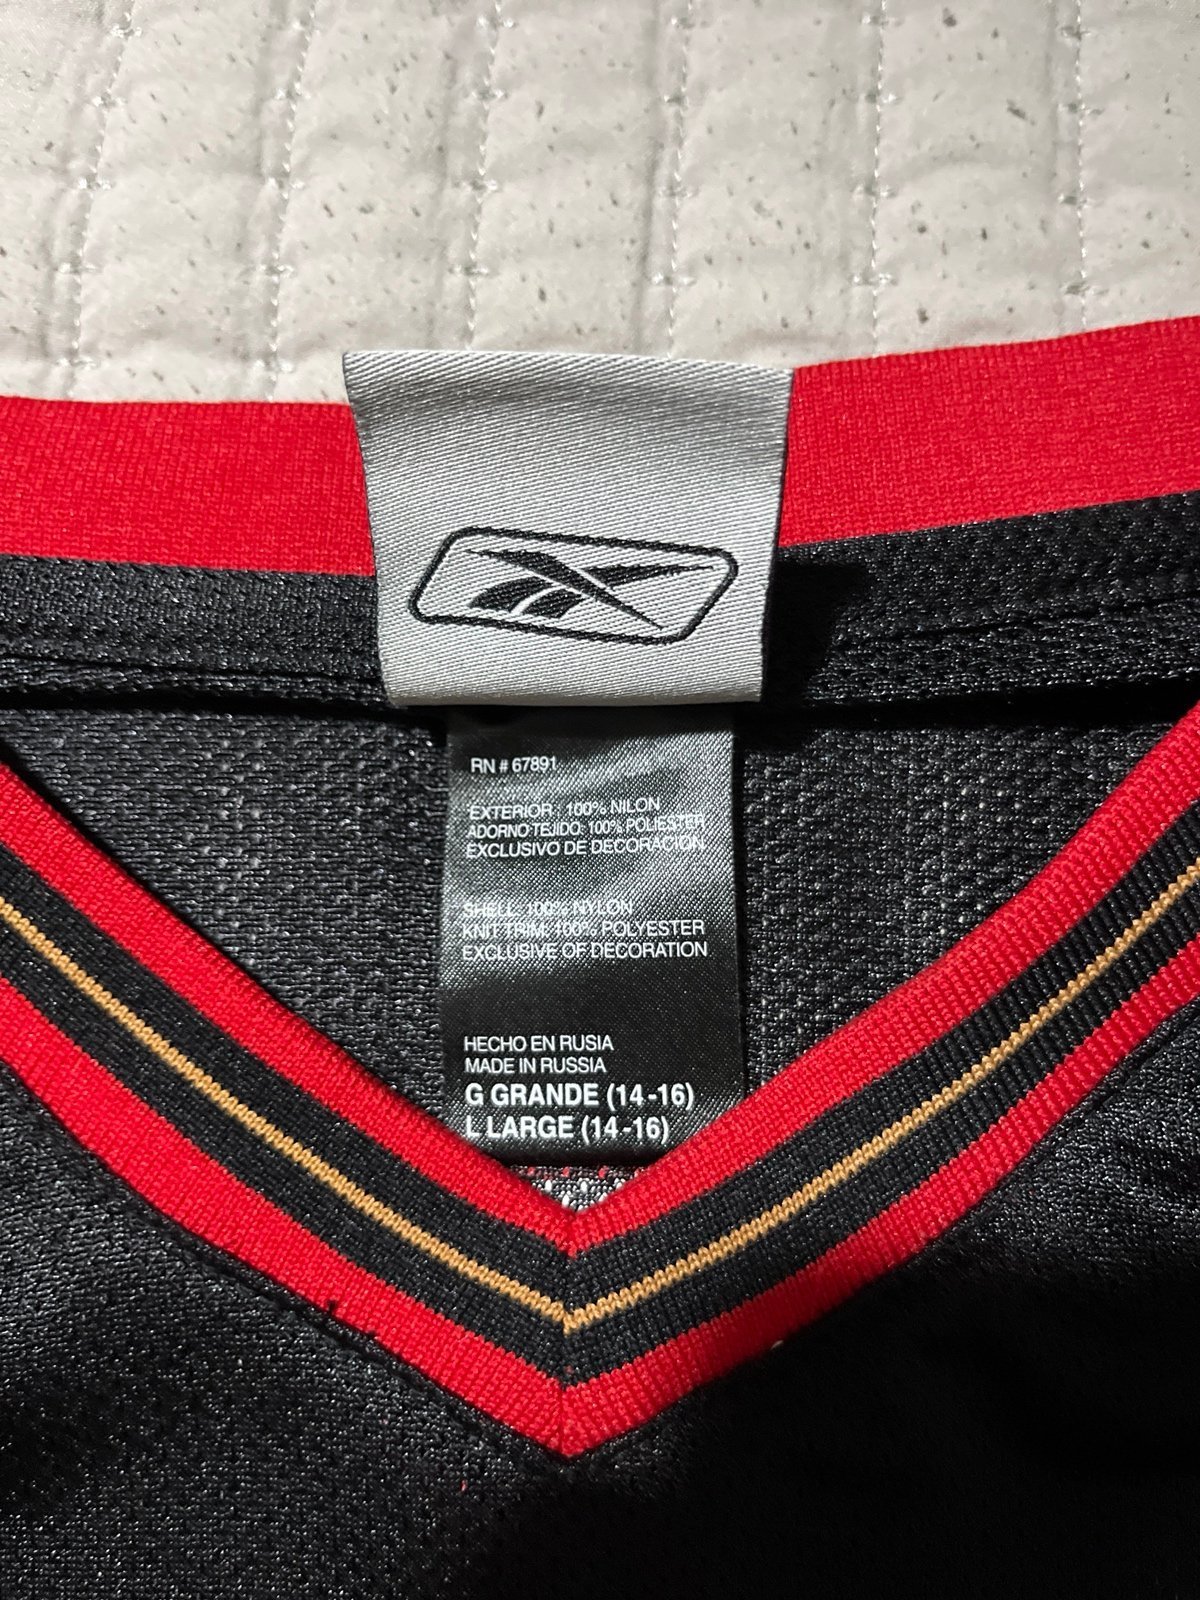 RN # 67891
EXTERIOR: 100% NILON
ADORNO TEJIDO: 100% POLIESTER
EXCLUSIVO DE DECORACION
SHELL: 100% NYLON
KNIT TRIM: 100% POLYESTER
EXCLUSIVE OF DECORATION
HECHO EN RUSIA
MADE IN RUSSIA
G GRANDE (14-16)
L LARGE (14-16)